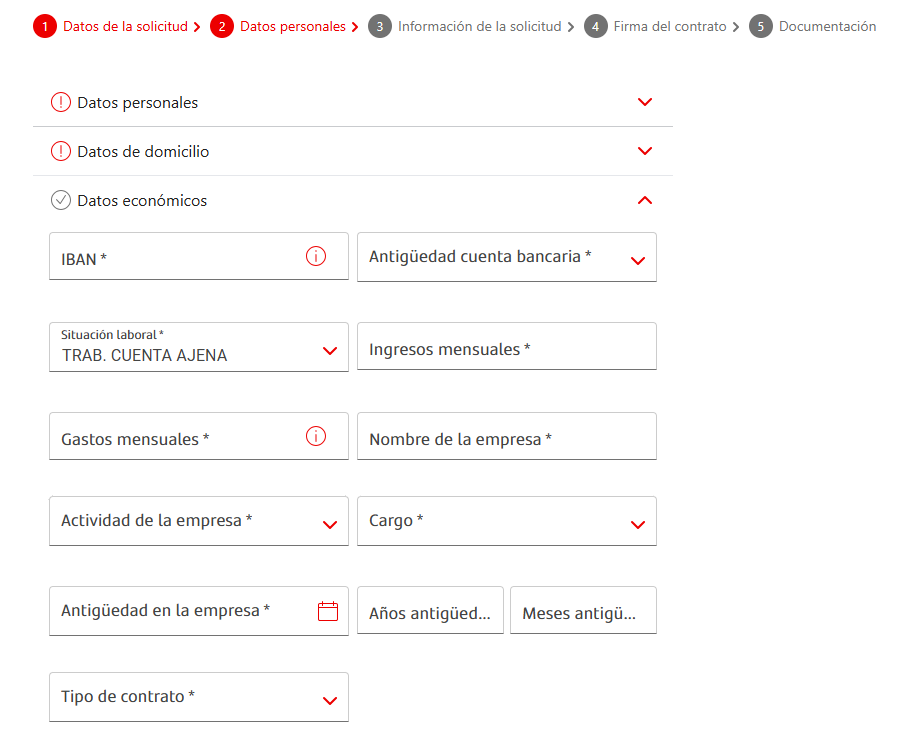 1 Datos de la solicitud 2 Datos personales 3 Información de la solicitud 4 Firma del contrato 5 Documentación
Datos personales
Datos de domicilio
Datos económicos
IBAN * Antigüedad cuenta bancaria *
Situación laboral *
TRAB. CUENTA AJENA Ingresos mensuales *
Gastos mensuales * Nombre de la empresa *
Actividad de la empresa * Cargo *
Antigüedad en la empresa * Años antigüed... Meses antigü...
Tipo de contrato *